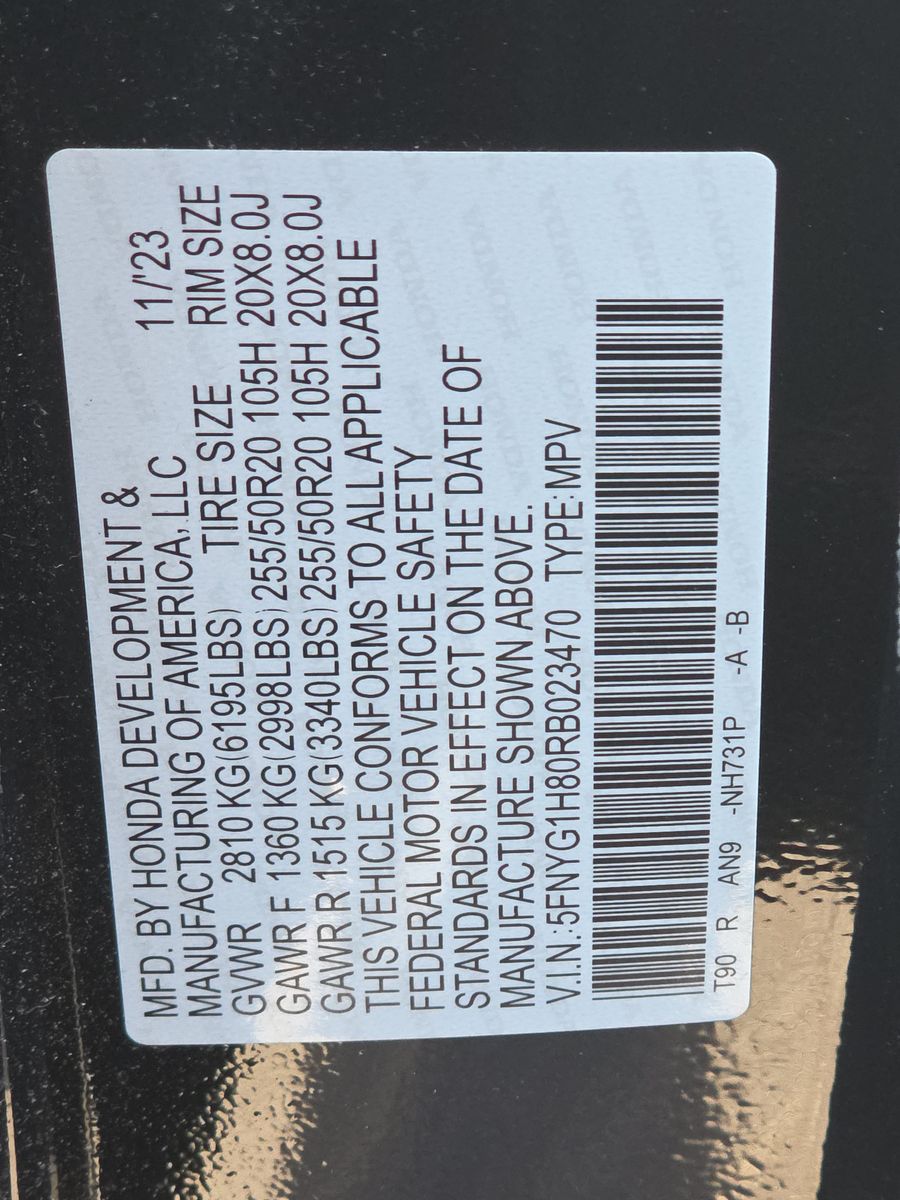 MFD. BY HONDA DEVELOPMENT &
MANUFACTURING OF AMERICA, LLC 11/'23
GVWR 2810 KG(6195LBS) TIRE SIZE RIM SIZE
GAWR F 1360 KG(2998LBS) 255/50R20 105H 20X8.0J
GAWR R 1515 KG(3340LBS) 255/50R20 105H 20X8.0J
THIS VEHICLE CONFORMS TO ALL APPLICABLE
FEDERAL MOTOR VEHICLE SAFETY
STANDARDS IN EFFECT ON THE DATE OF
MANUFACTURE SHOWN ABOVE.
V.I.N.:5FNYG1H80RB023470 TYPE:MPV
T90 R AN9 -NH731P -A -B